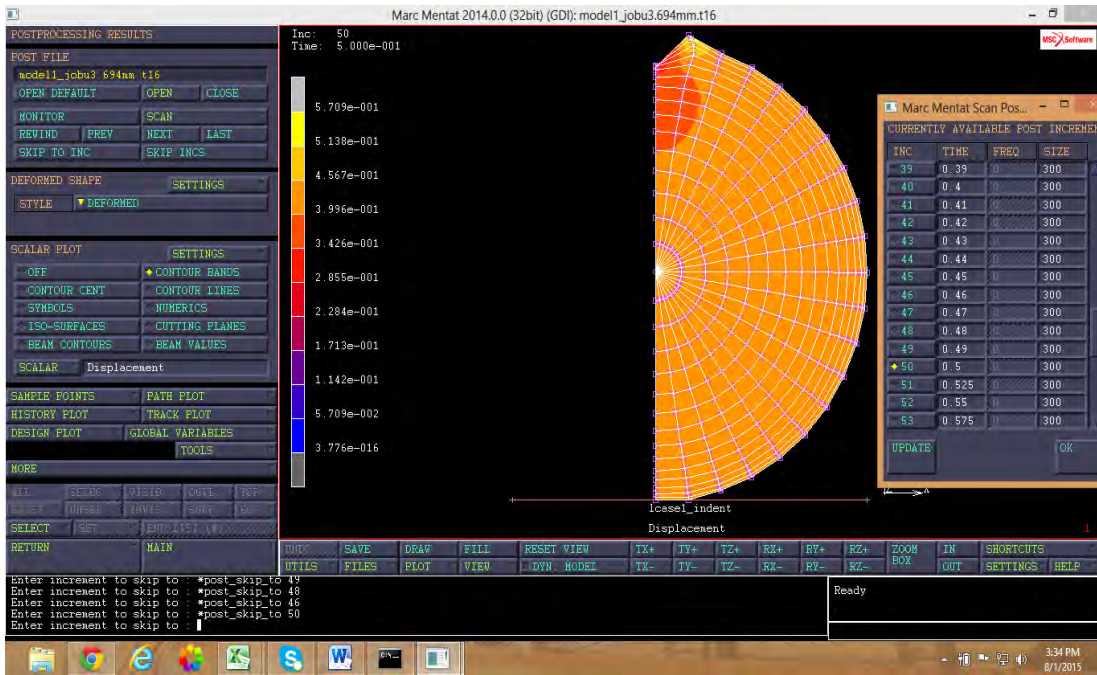 Marc Mentat 2014.0.0 (32bit) (GDI): model1_jobu3.694mm.t16
POSTPROCESSING RESULTS
POST FILE
model1_jobu3.694mm t16
OPEN DEFAULT OPEN CLOSE
MONITOR SCAN
REWIND PREV NEXT LAST
SKIP TO INC SKIP INCS
DEFORMED SHAPE SETTINGS
STYLE DEFORMED
SCALAR PLOT SETTINGS
OFF CONTOUR BANDS
CONTOUR CENT CONTOUR LINES
SYMBOLS NUMERICS
ISO-SURFACES CUTTING PLANES
BEAM CONTOURS BEAM VALUES
SCALAR Displacement
SAMPLE POINTS PATH PLOT
HISTORY PLOT TRACK PLOT
DESIGN PLOT GLOBAL VARIABLES
TOOLS
MORE
SELECT SET END LIST (#)
RETURN MAIN
Inc: 50
Time: 5.000e-001
5.709e-001
5.138e-001
4.567e-001
3.996e-001
3.426e-001
2.855e-001
2.284e-001
1.713e-001
1.142e-001
5.709e-002
3.776e-016
MSC Software
lcase1_indent
Displacement
1
Marc Mentat Scan Pos...
CURRENTLY AVAILABLE POST INCREMEN
INC TIME FREQ SIZE
39 0.39 0 300
40 0.4 0 300
41 0.41 0 300
42 0.42 0 300
43 0.43 0 300
44 0.44 0 300
45 0.45 0 300
46 0.46 0 300
47 0.47 0 300
48 0.48 0 300
49 0.49 0 300
50 0.5 0 300
51 0.525 0 300
52 0.55 0 300
53 0.575 0 300
UPDATE OK
UNDO SAVE DRAW FILL RESET VIEW TX+ TY+ TZ+ RX+ RY+ RZ+ ZOOM IN SHORTCUTS
UTILS FILES PLOT VIEW DYN MODEL TX- TY- TZ- RX- RY- RZ- BOX OUT SETTINGS HELP
Enter increment to skip to : *post_skip_to 49
Enter increment to skip to : *post_skip_to 48
Enter increment to skip to : *post_skip_to 46
Enter increment to skip to : *post_skip_to 50
Enter increment to skip to :
Ready
3:34 PM
8/1/2015